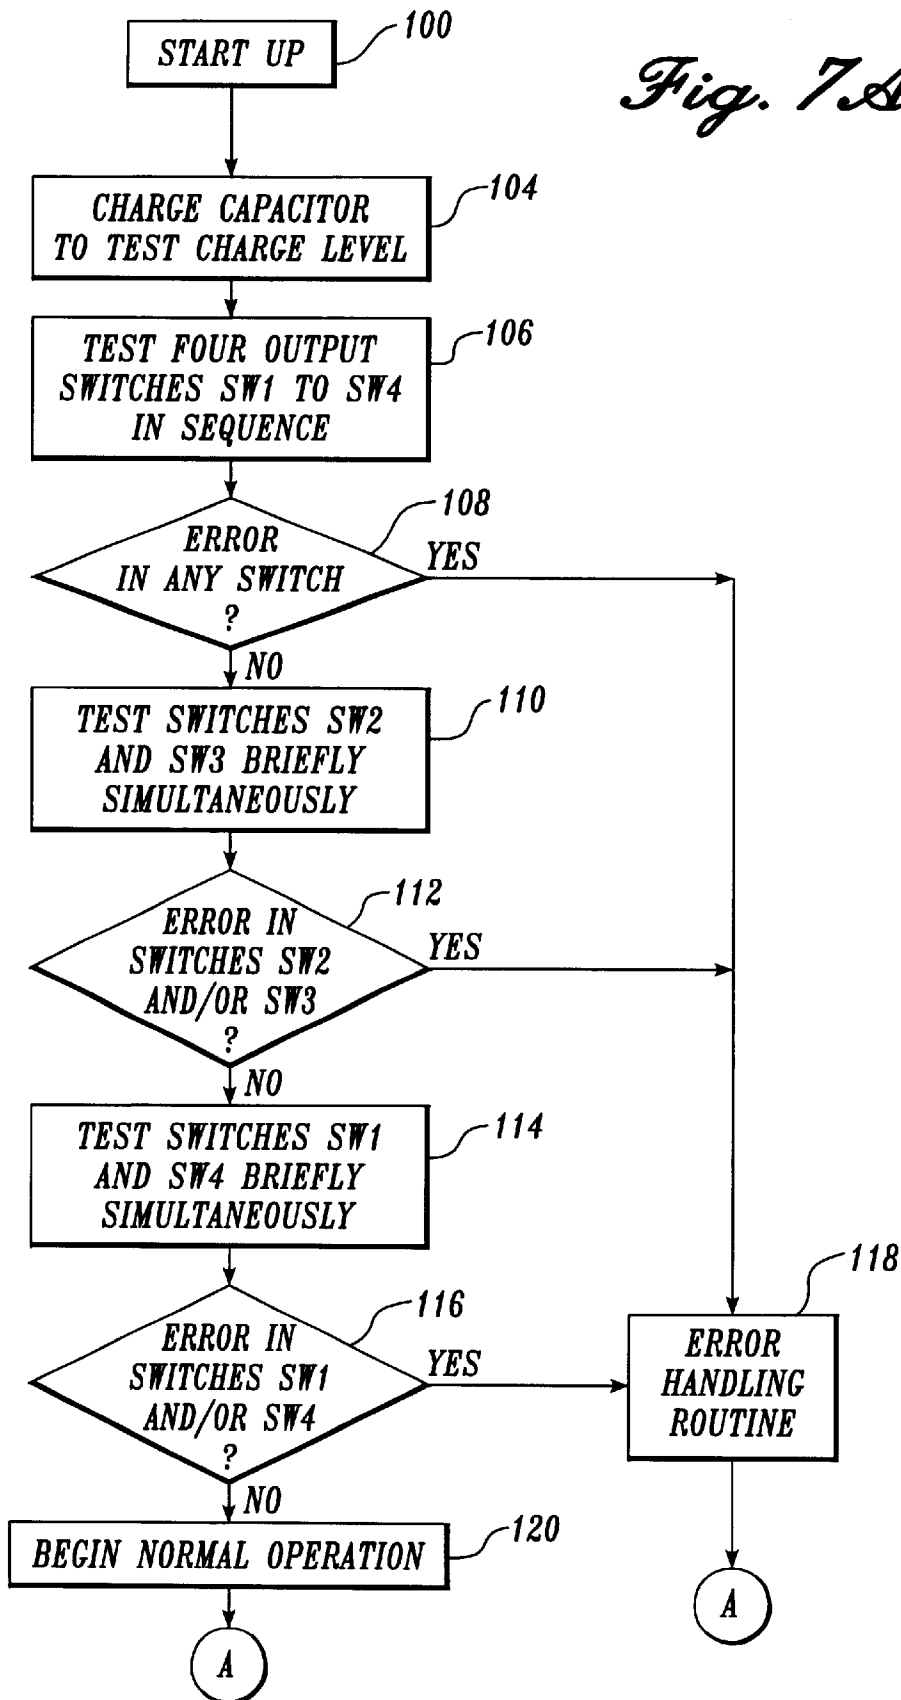 START UP
100
Fig. 7A
CHARGE CAPACITOR
TO TEST CHARGE LEVEL
104
TEST FOUR OUTPUT
SWITCHES SW1 TO SW4
IN SEQUENCE
106
ERROR
IN ANY SWITCH
?
108
YES
NO
TEST SWITCHES SW2
AND SW3 BRIEFLY
SIMULTANEOUSLY
110
ERROR IN
SWITCHES SW2
AND/OR SW3
?
112
YES
NO
TEST SWITCHES SW1
AND SW4 BRIEFLY
SIMULTANEOUSLY
114
ERROR IN
SWITCHES SW1
AND/OR SW4
?
116
YES
NO
ERROR
HANDLING
ROUTINE
118
BEGIN NORMAL OPERATION
120
A
A